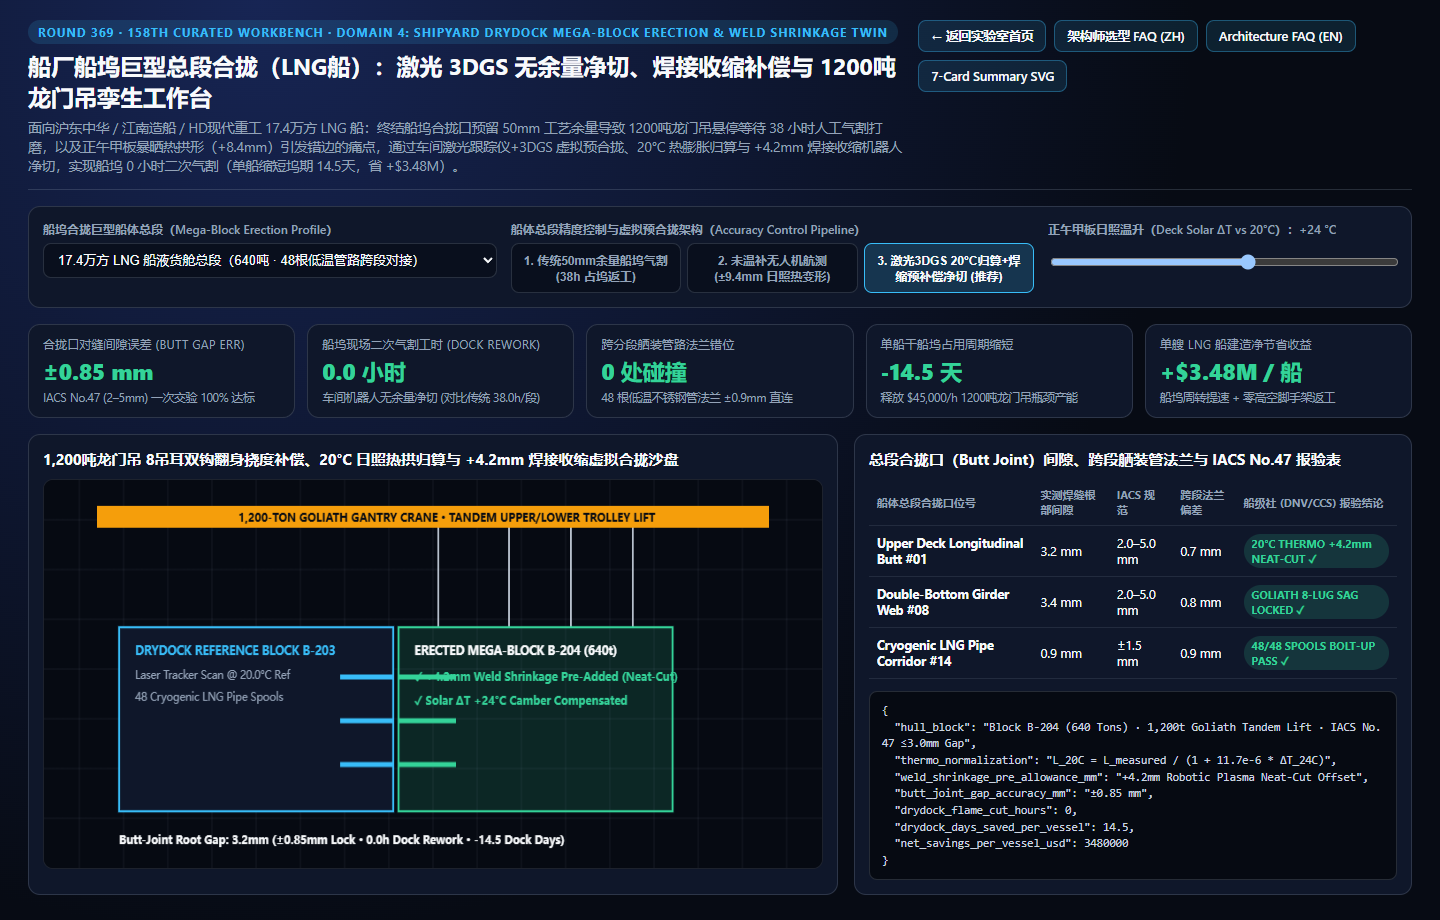 ROUND 369 · 158TH CURATED WORKBENCH · DOMAIN 4: SHIPYARD DRYDOCK MEGA-BLOCK ERECTION & WELD SHRINKAGE TWIN
船厂船坞巨型总段合拢（LNG船）：激光 3DGS 无余量净切、焊接收缩补偿与 1200吨
龙门吊孪生工作台
面向沪东中华 / 江南造船 / HD现代重工 17.4万方 LNG 船：终结船坞合拢口预留 50mm 工艺余量导致 1200吨龙门吊悬停等待 38 小时人工气割打
磨，以及正午甲板暴晒热拱形（+8.4mm）引发错边的痛点，通过车间激光跟踪仪+3DGS 虚拟预合拢、20°C 热膨胀归算与 +4.2mm 焊接收缩机器人
净切，实现船坞 0 小时二次气割（单船缩短坞期 14.5天，省 +$3.48M）。
← 返回实验室首页
架构师选型 FAQ (ZH)
Architecture FAQ (EN)
7-Card Summary SVG
船坞合拢巨型船体总段（Mega-Block Erection Profile）
17.4万方 LNG 船液货舱总段（640吨 · 48根低温管路跨段对接）
船体总段精度控制与虚拟预合拢架构（Accuracy Control Pipeline）
1. 传统50mm余量船坞气割
(38h 占坞返工)
2. 未温补无人机航测
(±9.4mm 日照热变形)
3. 激光3DGS 20°C归算+焊
缩预补偿净切 (推荐)
正午甲板日照温升（Deck Solar ΔT vs 20°C）：+24 °C
合拢口对缝间隙误差 (BUTT GAP ERR)
±0.85 mm
IACS No.47 (2–5mm) 一次交验 100% 达标
船坞现场二次气割工时 (DOCK REWORK)
0.0 小时
车间机器人无余量净切 (对比传统 38.0h/段)
跨分段舾装管路法兰错位
0 处碰撞
48 根低温不锈钢管法兰 ±0.9mm 直连
单船干船坞占用周期缩短
-14.5 天
释放 $45,000/h 1200吨龙门吊瓶颈产能
单艘 LNG 船建造净节省收益
+$3.48M / 船
船坞周转提速 + 零高空脚手架返工
1,200吨龙门吊 8吊耳双钩翻身挠度补偿、20°C 日照热拱归算与 +4.2mm 焊接收缩虚拟合拢沙盘
1,200-TON GOLIATH GANTRY CRANE • TANDEM UPPER/LOWER TROLLEY LIFT
DRYDOCK REFERENCE BLOCK B-203
Laser Tracker Scan @ 20.0°C Ref
48 Cryogenic LNG Pipe Spools
ERECTED MEGA-BLOCK B-204 (640t)
✓ +4.2mm Weld Shrinkage Pre-Added (Neat-Cut)
✓ Solar ΔT +24°C Camber Compensated
Butt-Joint Root Gap: 3.2mm (±0.85mm Lock • 0.0h Dock Rework • -14.5 Dock Days)
总段合拢口（Butt Joint）间隙、跨段舾装管法兰与 IACS No.47 报验表
船体总段合拢口位号
实测焊缝根
部间隙
IACS 规
范
跨段法兰
偏差
船级社 (DNV/CCS) 报验结论
Upper Deck Longitudinal
Butt #01
3.2 mm
2.0–5.0
mm
0.7 mm
20°C THERMO +4.2mm
NEAT-CUT ✓
Double-Bottom Girder
Web #08
3.4 mm
2.0–5.0
mm
0.8 mm
GOLIATH 8-LUG SAG
LOCKED ✓
Cryogenic LNG Pipe
Corridor #14
0.9 mm
±1.5
mm
0.9 mm
48/48 SPOOLS BOLT-UP
PASS ✓
{
"hull_block": "Block B-204 (640 Tons) · 1,200t Goliath Tandem Lift · IACS No.
47 ≤3.0mm Gap",
"thermo_normalization": "L_20C = L_measured / (1 + 11.7e-6 * ΔT_24C)",
"weld_shrinkage_pre_allowance_mm": "+4.2mm Robotic Plasma Neat-Cut Offset",
"butt_joint_gap_accuracy_mm": "±0.85 mm",
"drydock_flame_cut_hours": 0,
"drydock_days_saved_per_vessel": 14.5,
"net_savings_per_vessel_usd": 3480000
}